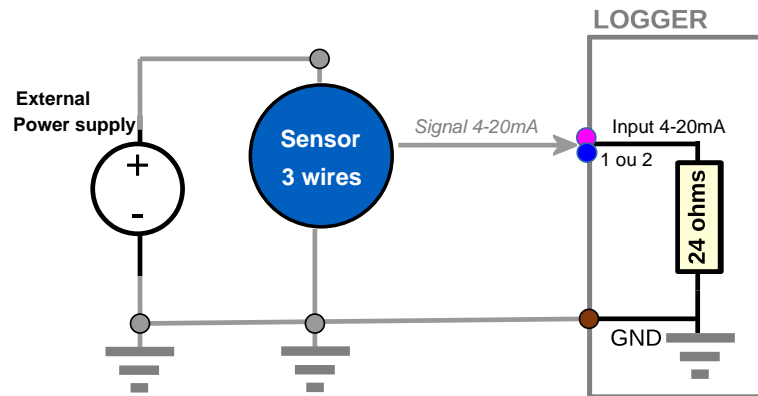 LOGGER
External
Power supply
+
-
Sensor
3 wires
Signal 4-20mA
Input 4-20mA
1 ou 2
24 ohms
GND